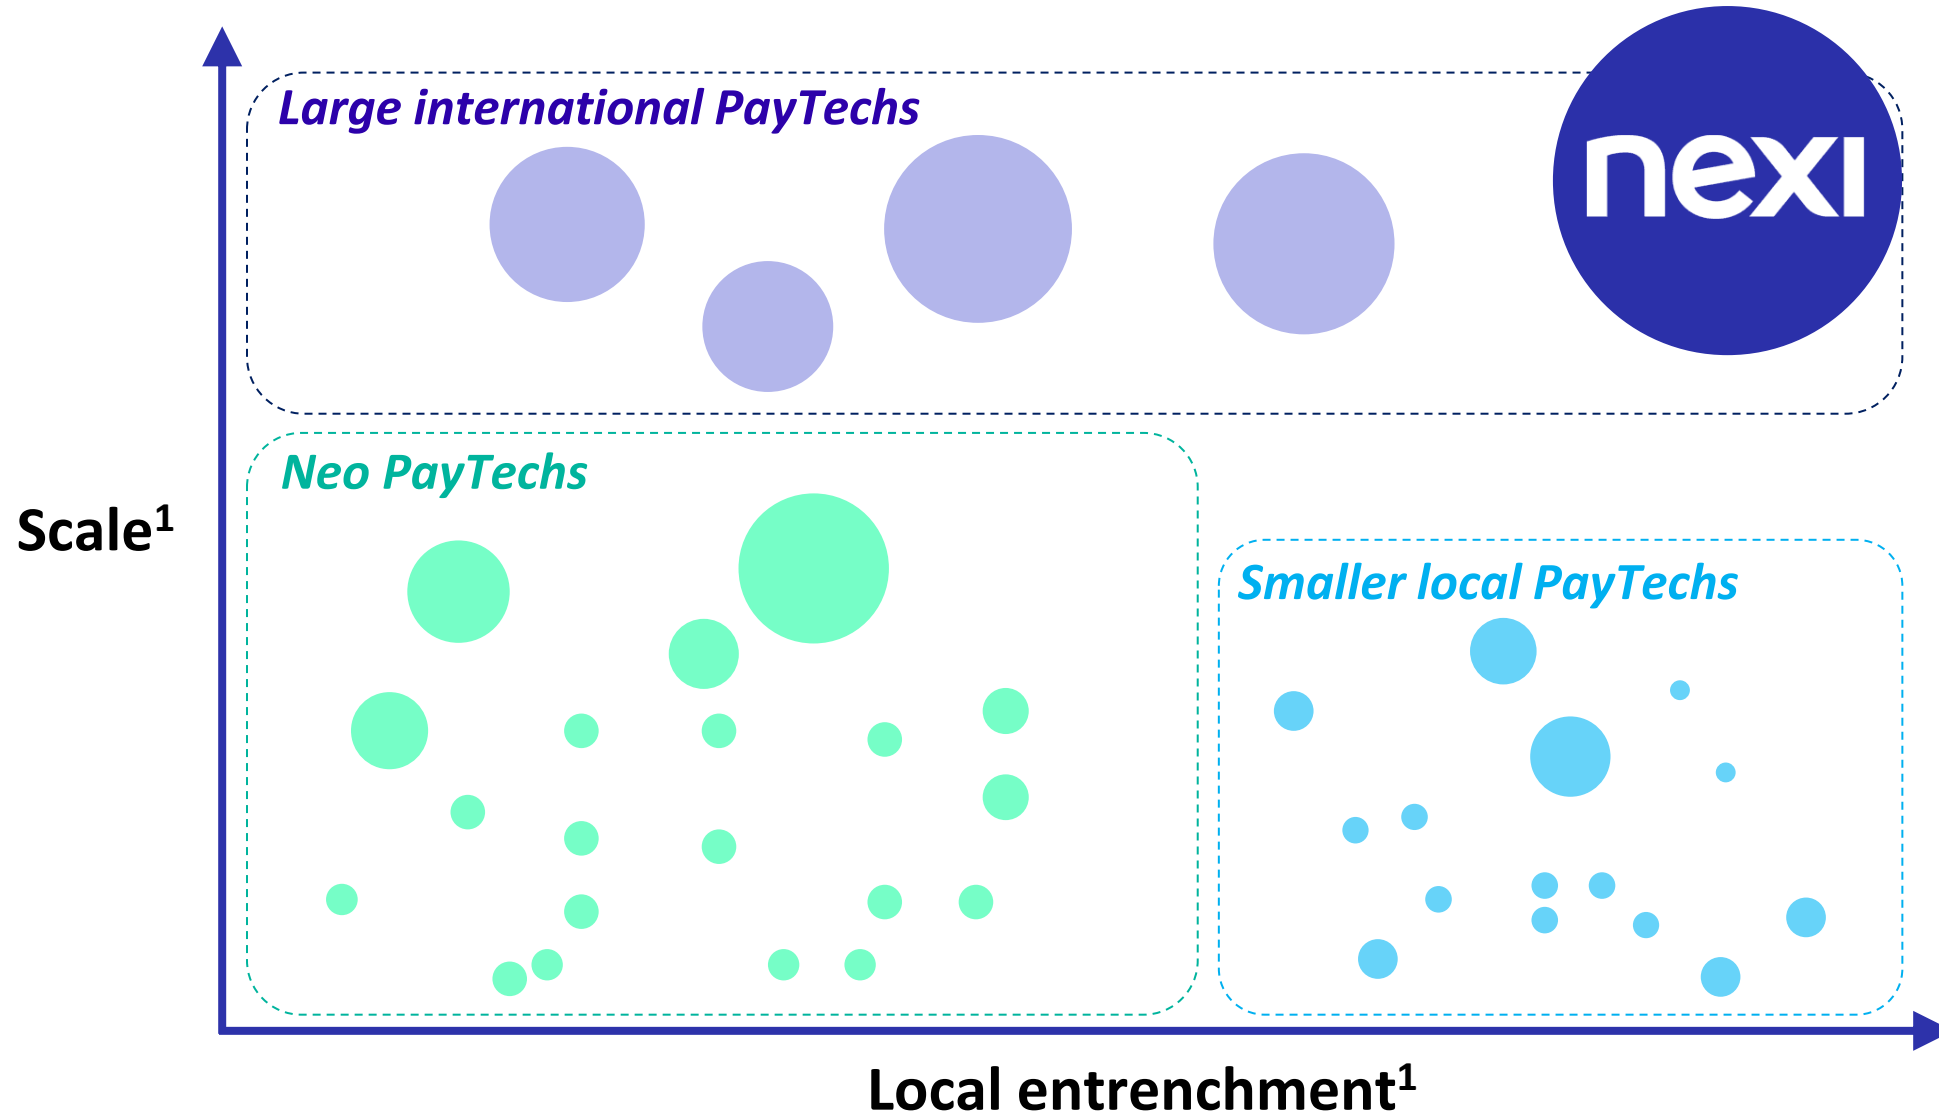 Large international PayTechs
nexi
Neo PayTechs
Scale¹
Smaller local PayTechs
Local entrenchment¹